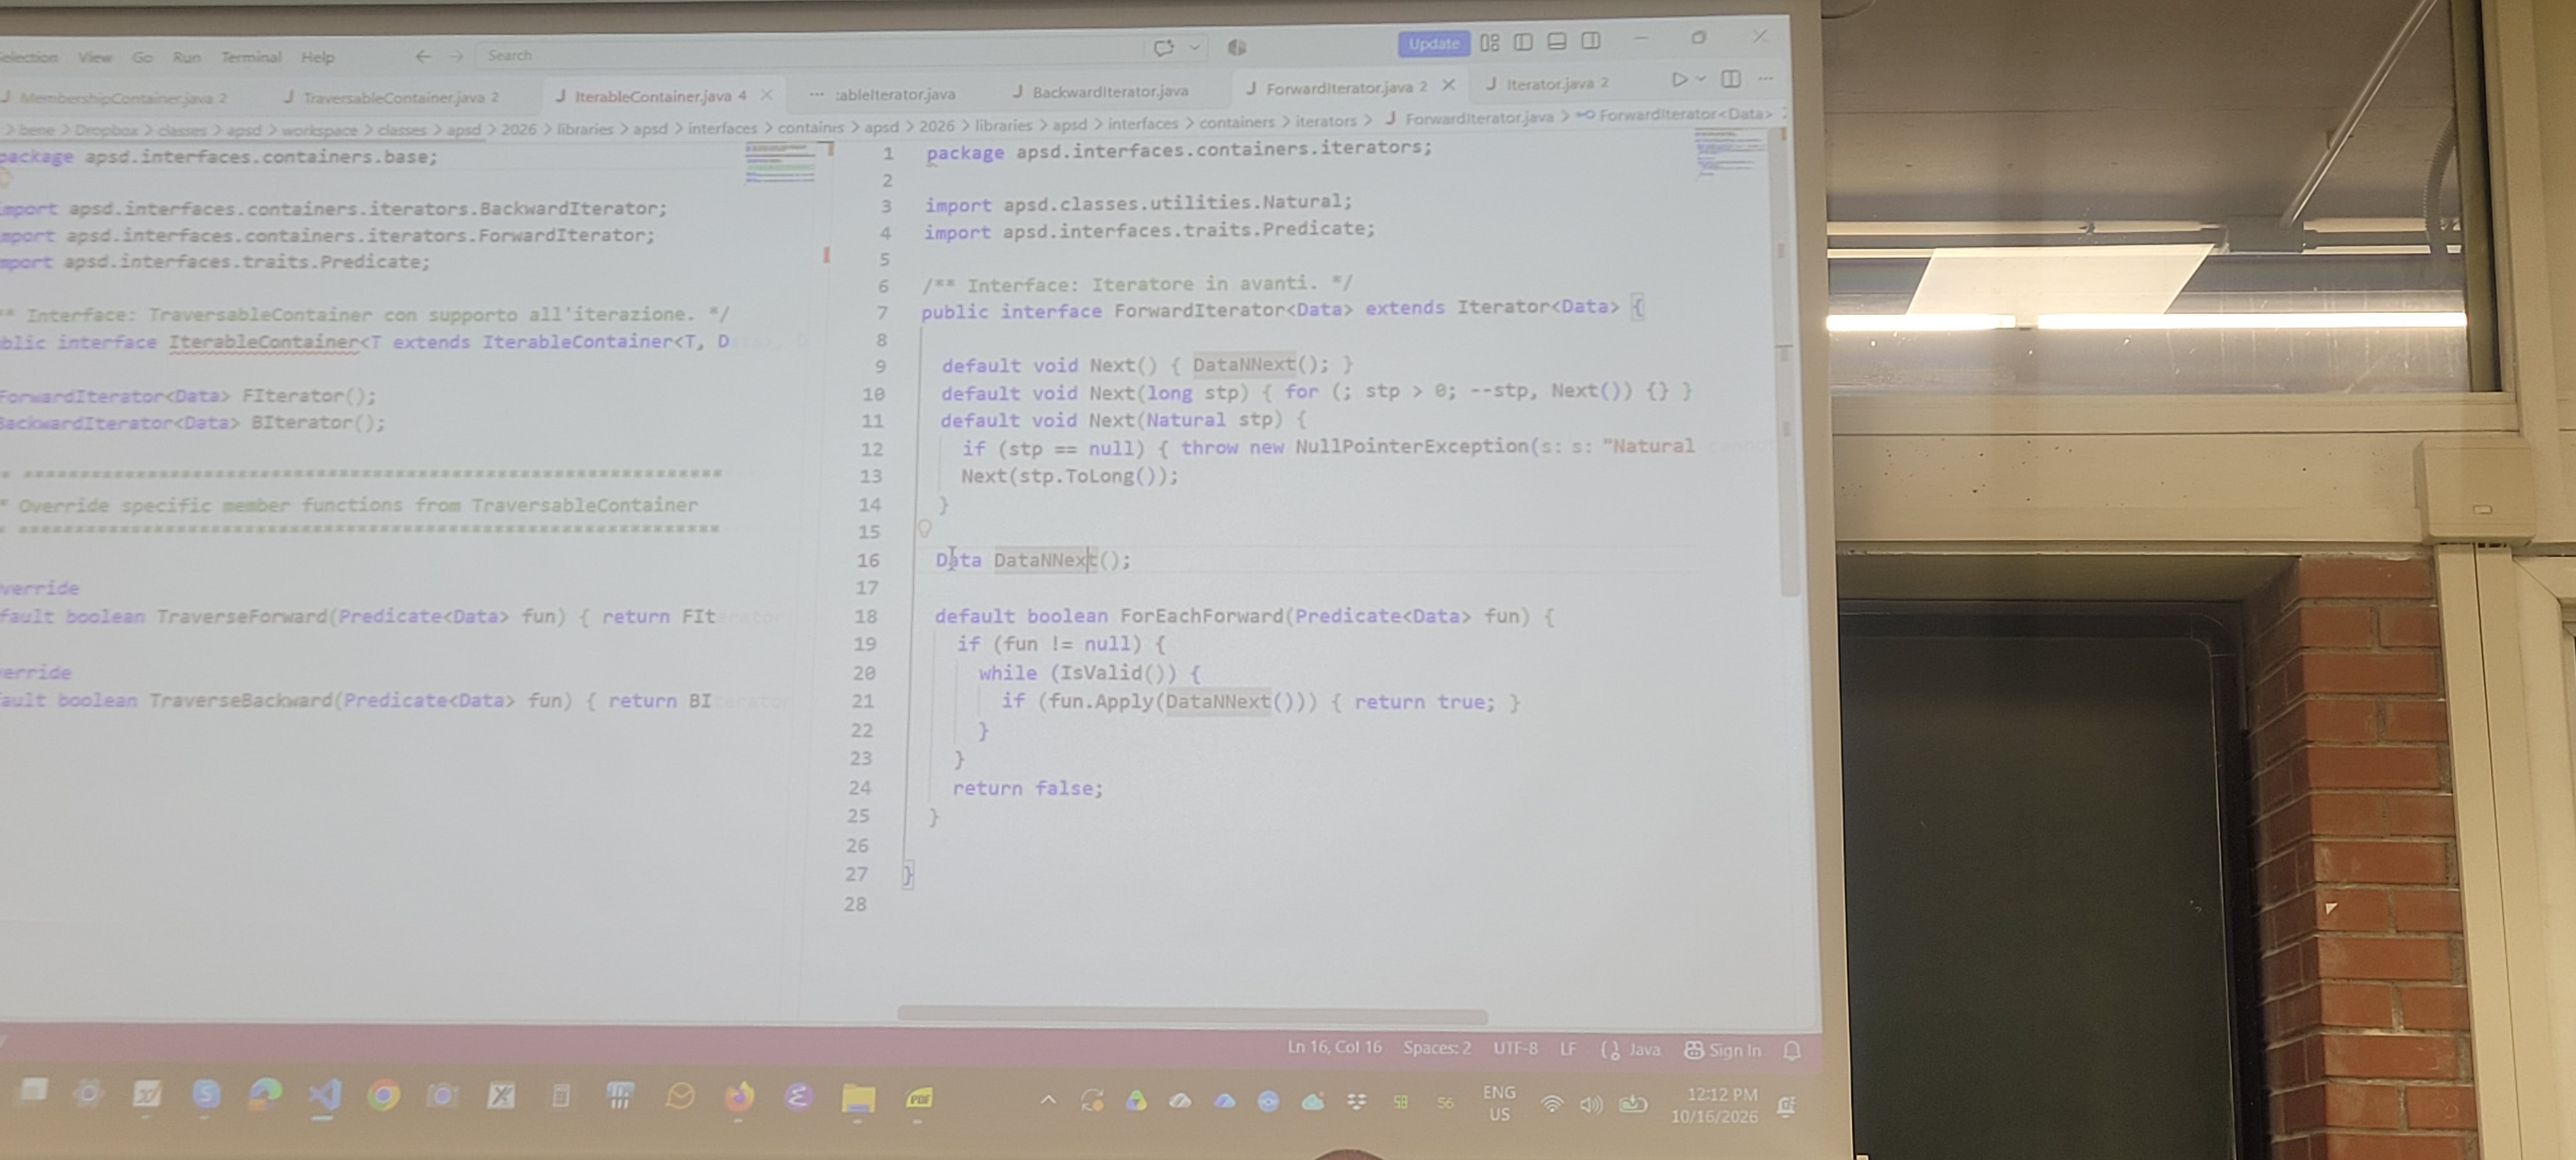 Selection View Go Run Terminal Help Search Update
MembershipContainer.java 2 TraversableContainer.java 2 IterableContainer.java 4 ··· BackwardIterator.java ForwardIterator.java 2 Iterator.java 2
> bene > Dropbox > classes > apsd > workspace > classes > apsd > 2026 > libraries > apsd > interfaces >
package apsd.interfaces.containers.base;
import apsd.interfaces.containers.iterators.BackwardIterator;
import apsd.interfaces.containers.iterators.ForwardIterator;
import apsd.interfaces.traits.Predicate;
** Interface: TraversableContainer con supporto all'iterazione. */
public interface IterableContainer<T extends IterableContainer<T, D
ForwardIterator<Data> FIterator();
BackwardIterator<Data> BIterator();
* Override specific member functions from TraversableContainer
verride
fault boolean TraverseForward(Predicate<Data> fun) { return FIt
verride
fault boolean TraverseBackward(Predicate<Data> fun) { return BI
apsd > 2026 > libraries > apsd > interfaces > containers > iterators > ForwardIterator.java > ForwardIterator<Data>
1 package apsd.interfaces.containers.iterators;
2
3 import apsd.classes.utilities.Natural;
4 import apsd.interfaces.traits.Predicate;
5
6 /** Interface: Iteratore in avanti. */
7 public interface ForwardIterator<Data> extends Iterator<Data> {
8
9 default void Next() { DataNNext(); }
10 default void Next(long stp) { for (; stp > 0; --stp, Next()) {} }
11 default void Next(Natural stp) {
12 if (stp == null) { throw new NullPointerException(s: s: "Natural
13 Next(stp.ToLong());
14 }
15
16 Data DataNNext();
17
18 default boolean ForEachForward(Predicate<Data> fun) {
19 if (fun != null) {
20 while (IsValid()) {
21 if (fun.Apply(DataNNext())) { return true; }
22 }
23 }
24 return false;
25 }
26
27 }
28
Ln 16, Col 16 Spaces: 2 UTF-8 LF Java Sign In
58 56 ENG US 12:12 PM 10/16/2026